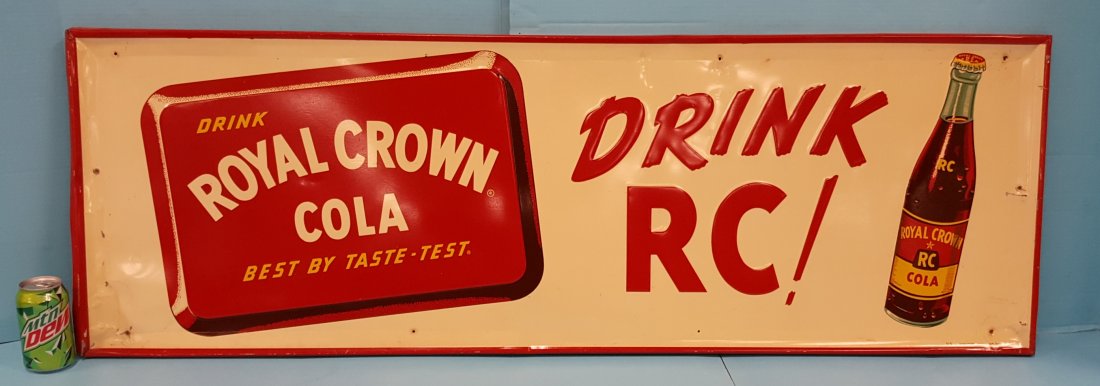 DRINK
ROYAL CROWN
COLA
BEST BY TASTE-TEST
DRINK
RC!
RC
ROYAL CROWN
RC
COLA
mtn
DEW